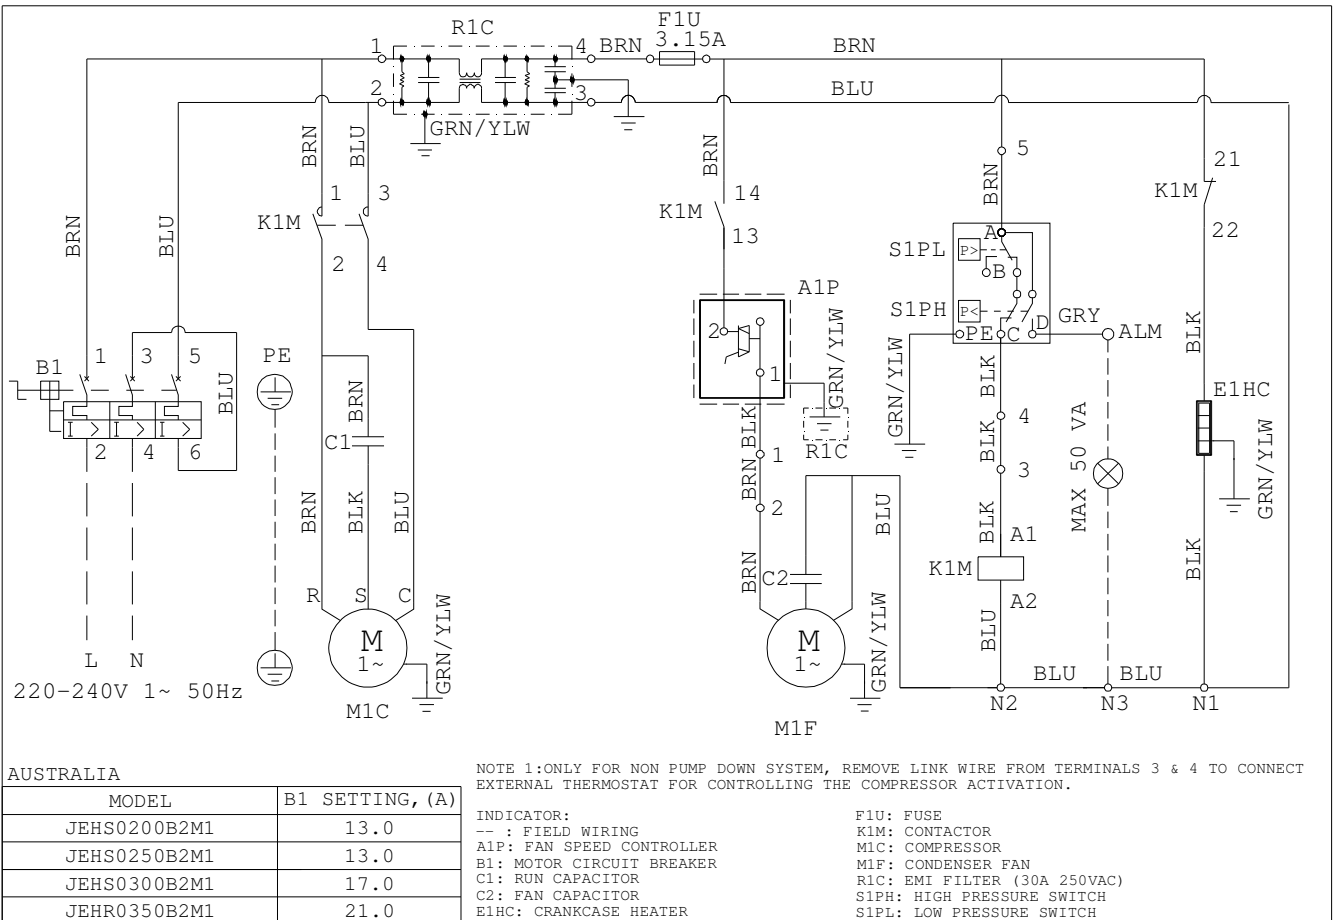 R1C
F1U
3.15A
1
4
BRN
BRN
2
3
BLU
GRN/YLW
BRN
BLU
BRN
BRN
BLU
BRN
1
3
K1M
2
4
K1M
14
13
5
21
K1M
22
A
S1PL
P>
B
S1PH
P<
GRY
D
PE
C
ALM
A1P
2
1
GRN/YLW
R1C
GRN/YLW
BLK
BLK
B1
1
3
5
I >
I >
I >
2
4
6
BLU
PE
BRN
C1
BLK
1
BRN
2
4
BLK
3
MAX 50 VA
E1HC
GRN/YLW
BRN
BLK
BLU
BLU
BLK
A1
K1M
A2
BLK
BRN
C2
BLU
R
S
C
M
1~
GRN/YLW
M
1~
GRN/YLW
L
N
220-240V 1~ 50Hz
M1C
M1F
BLU
BLU
N2
N3
N1
AUSTRALIA
MODEL
B1 SETTING,(A)
JEHS0200B2M1
13.0
JEHS0250B2M1
13.0
JEHS0300B2M1
17.0
JEHR0350B2M1
21.0
NOTE 1:ONLY FOR NON PUMP DOWN SYSTEM, REMOVE LINK WIRE FROM TERMINALS 3 & 4 TO CONNECT
EXTERNAL THERMOSTAT FOR CONTROLLING THE COMPRESSOR ACTIVATION.
INDICATOR:
-- : FIELD WIRING
A1P: FAN SPEED CONTROLLER
B1: MOTOR CIRCUIT BREAKER
C1: RUN CAPACITOR
C2: FAN CAPACITOR
E1HC: CRANKCASE HEATER
F1U: FUSE
K1M: CONTACTOR
M1C: COMPRESSOR
M1F: CONDENSER FAN
R1C: EMI FILTER (30A 250VAC)
S1PH: HIGH PRESSURE SWITCH
S1PL: LOW PRESSURE SWITCH